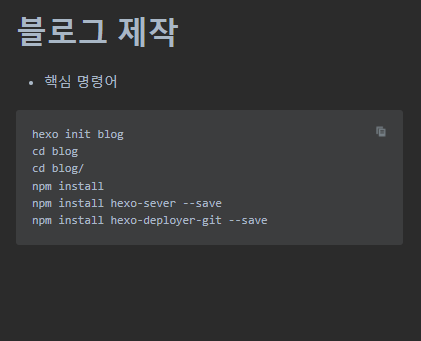 블로그 제작
핵심 명령어
hexo init blog
cd blog
cd blog/
npm install
npm install hexo-sever --save
npm install hexo-deployer-git --save